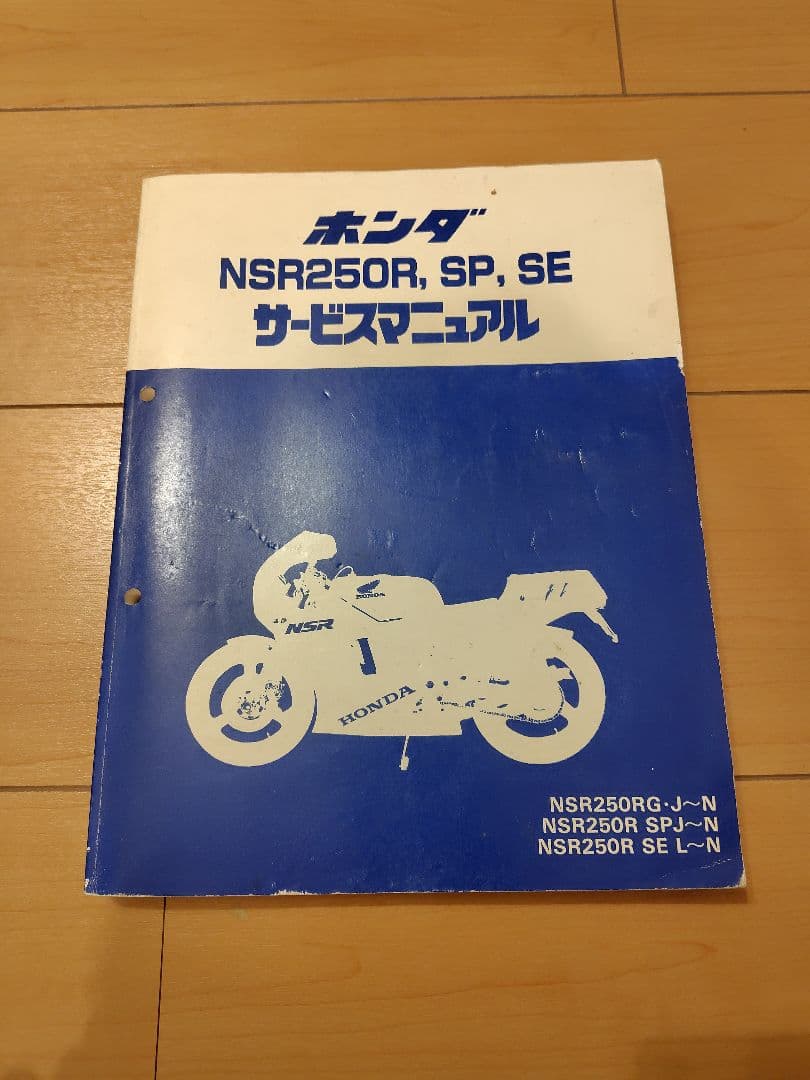 ホンダ
NSR250R, SP, SE
サービスマニュアル
HONDA
NSR
HONDA
NSR250RG・J〜N
NSR250R SPJ〜N
NSR250R SE L〜N